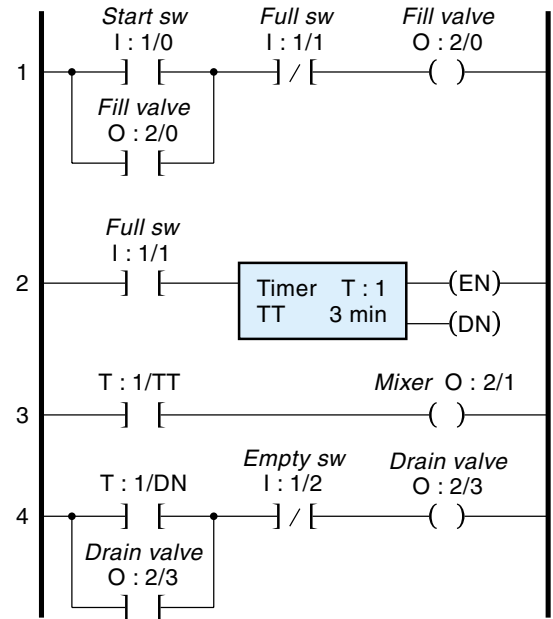 Start sw Full sw Fill valve
I : 1/0 I : 1/1 O : 2/0
1
Fill valve
O : 2/0
Full sw
I : 1/1
2
Timer T : 1
TT 3 min
(EN)
(DN)
T : 1/TT Mixer O : 2/1
3
Empty sw Drain valve
T : 1/DN I : 1/2 O : 2/3
4
Drain valve
O : 2/3